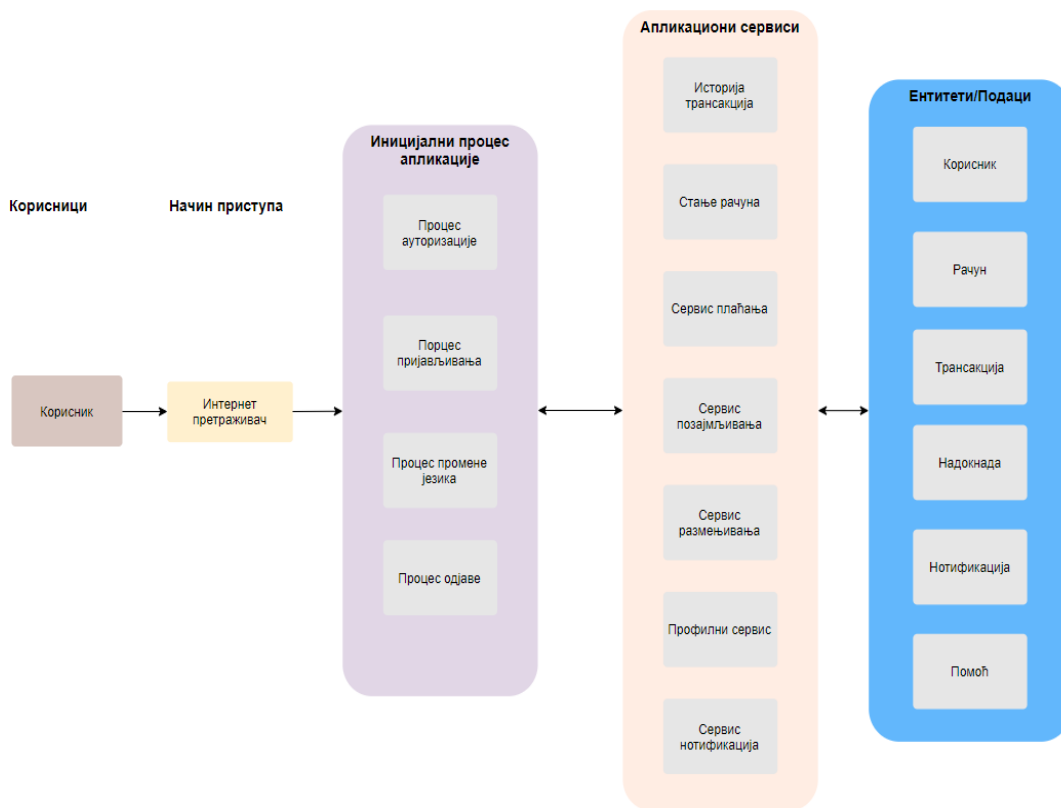 Корисници
Начин приступа
Корисник
Интернет
претраживач
Иницијални процес
апликације
Процес
ауторизације
Порцес
пријављивања
Процес промене
језика
Процес одјаве
Апликациони сервиси
Историја
трансакција
Стање рачуна
Сервис плаћања
Сервис
позајмљивања
Сервис
размењивања
Профилни сервис
Сервис
нотификација
Ентитети/Подаци
Корисник
Рачун
Трансакција
Надокнада
Нотификација
Помоћ